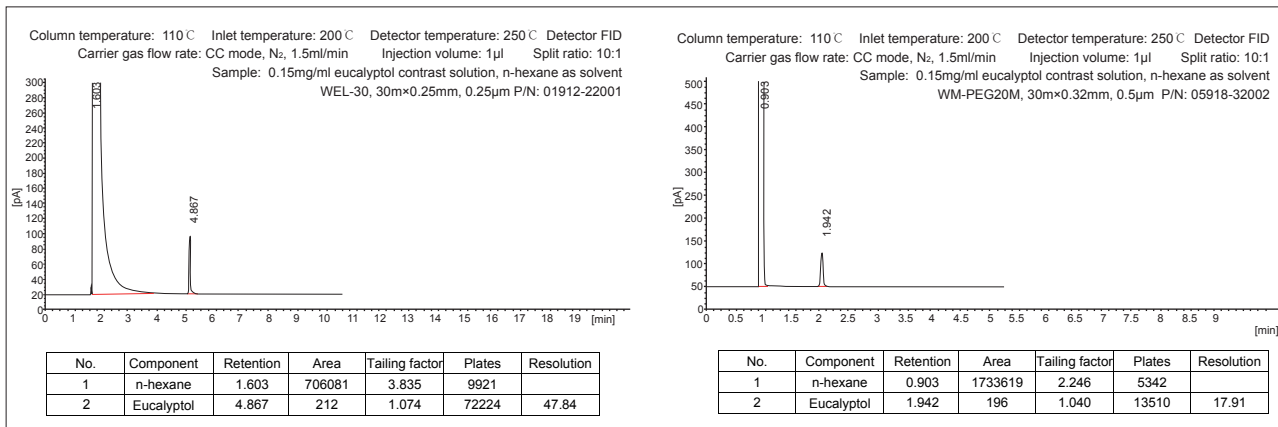 Column temperature: 110℃ Inlet temperature: 200℃ Detector temperature: 250℃ Detector FID
Carrier gas flow rate: CC mode, N₂, 1.5ml/min Injection volume: 1μl Split ratio: 10:1
Sample: 0.15mg/ml eucalyptol contrast solution, n-hexane as solvent
WEL-30, 30m×0.25mm, 0.25μm P/N: 01912-22001
300
280
260
240
220
200
180
160
140
120
100
80
60
40
20
0
[pA]
1.603
4.867
0 1 2 3 4 5 6 7 8 9 10 11 12 13 14 15 16 17 18 19 [min]
No. Component Retention Area Tailing factor Plates Resolution
1 n-hexane 1.603 706081 3.835 9921
2 Eucalyptol 4.867 212 1.074 72224 47.84
Column temperature: 110℃ Inlet temperature: 200℃ Detector temperature: 250℃ Detector FID
Carrier gas flow rate: CC mode, N₂, 1.5ml/min Injection volume: 1μl Split ratio: 10:1
Sample: 0.15mg/ml eucalyptol contrast solution, n-hexane as solvent
WM-PEG20M, 30m×0.32mm, 0.5μm P/N: 05918-32002
500
450
400
350
300
250
200
150
100
50
0
[pA]
0.903
1.942
0 0.5 1 1.5 2 2.5 3 3.5 4 4.5 5 5.5 6 6.5 7 7.5 8 8.5 9
[min]
No. Component Retention Area Tailing factor Plates Resolution
1 n-hexane 0.903 1733619 2.246 5342
2 Eucalyptol 1.942 196 1.040 13510 17.91